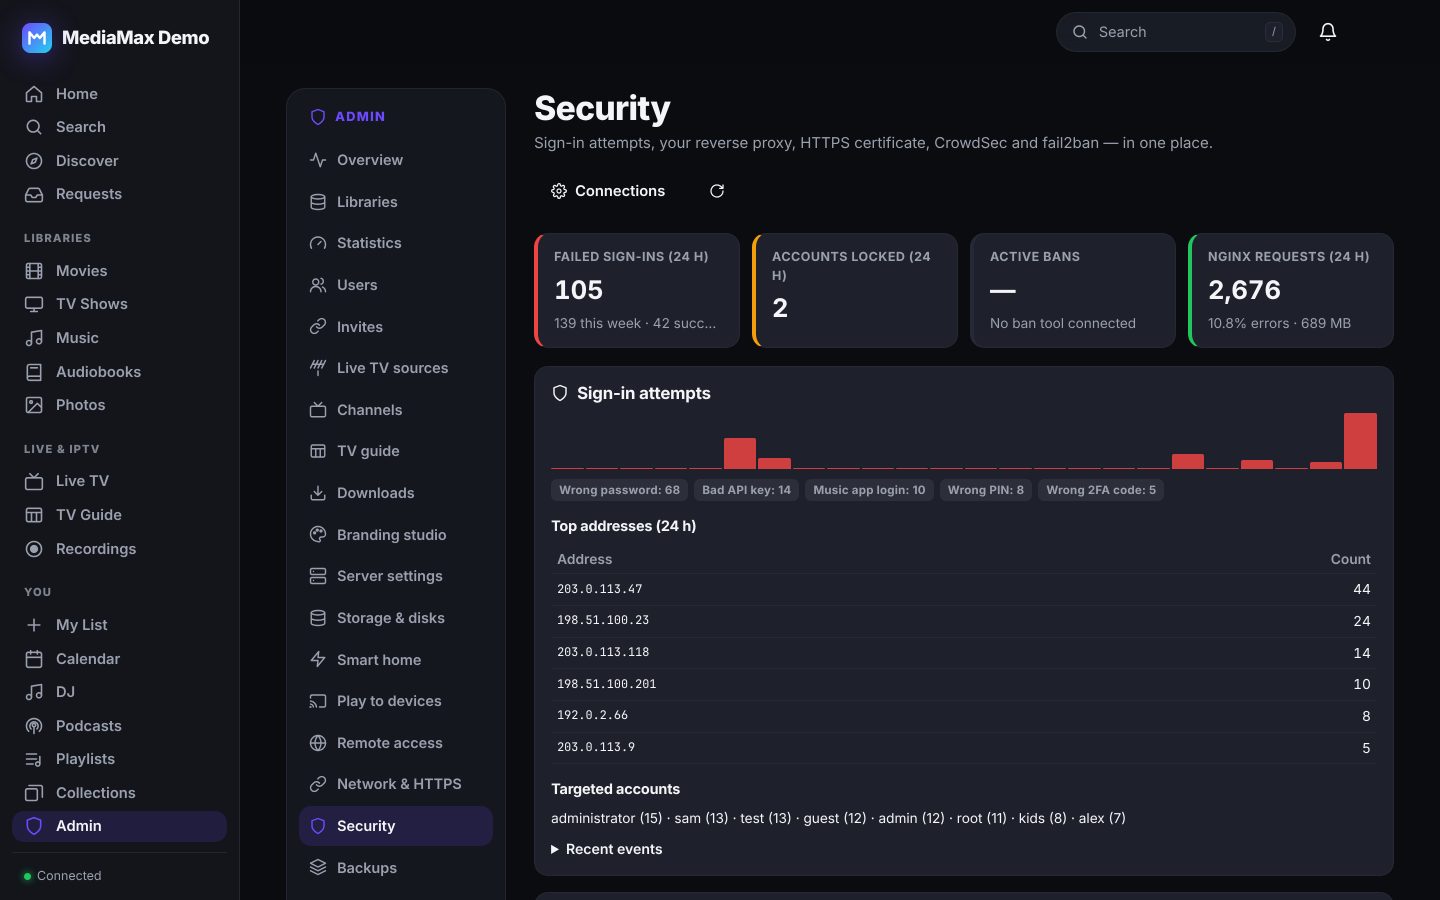 MediaMax Demo
Search
/
Home
Search
Discover
Requests
LIBRARIES
Movies
TV Shows
Music
Audiobooks
Photos
LIVE & IPTV
Live TV
TV Guide
Recordings
YOU
My List
Calendar
DJ
Podcasts
Playlists
Collections
Admin
Connected
ADMIN
Overview
Libraries
Statistics
Users
Invites
Live TV sources
Channels
TV guide
Downloads
Branding studio
Server settings
Storage & disks
Smart home
Play to devices
Remote access
Network & HTTPS
Security
Backups
Security
Sign-in attempts, your reverse proxy, HTTPS certificate, CrowdSec and fail2ban — in one place.
Connections
FAILED SIGN-INS (24 H)
105
139 this week · 42 succ...
ACCOUNTS LOCKED (24
H)
2
ACTIVE BANS
—
No ban tool connected
NGINX REQUESTS (24 H)
2,676
10.8% errors · 689 MB
Sign-in attempts
Wrong password: 68 Bad API key: 14 Music app login: 10 Wrong PIN: 8 Wrong 2FA code: 5
Top addresses (24 h)
Address Count
203.0.113.47 44
198.51.100.23 24
203.0.113.118 14
198.51.100.201 10
192.0.2.66 8
203.0.113.9 5
Targeted accounts
administrator (15) · sam (13) · test (13) · guest (12) · admin (12) · root (11) · kids (8) · alex (7)
Recent events